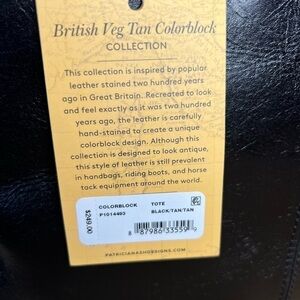 British Veg Tan Colorblock
COLLECTION
This collection is inspired by popular
leather stained two hundred years
ago in Great Britain. Recreated to look
and feel exactly as it was two hundred
years ago, the leather is carefully
hand-stained to create a unique
colorblock design. Although this
collection is designed to look antique,
this style of leather is still prevalent
in handbags, riding boots, and horse
tack equipment around the world.
COLORBLOCK TOTE
P1014493 BLACK/TAN/TAN
$249.00
8 87986 33559 9
PATRICIANASHDESIGNS.COM